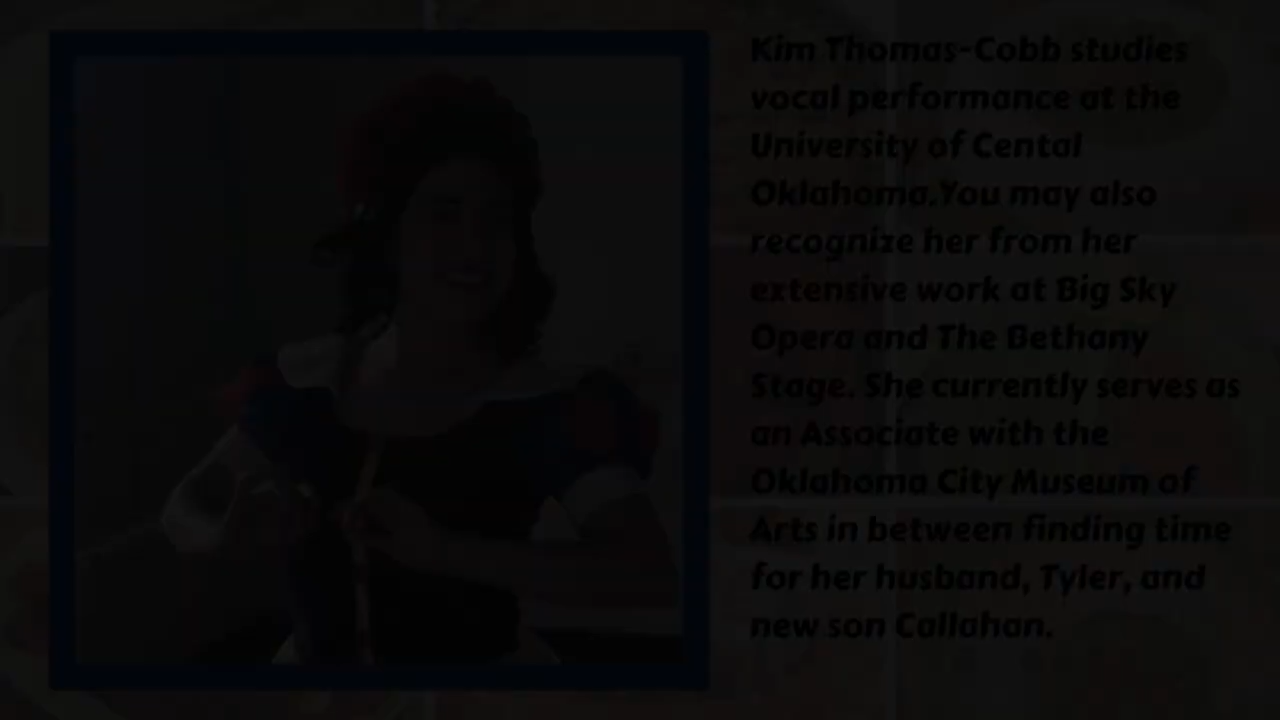 Kim Thomas-Cobb studies
vocal performance at the
University of Cental
Oklahoma.You may also
recognize her from her
extensive work at Big Sky
Opera and The Bethany
Stage. She currently serves as
an Associate with the
Oklahoma City Museum of
Arts in between finding time
for her husband, Tyler, and
new son Callahan.